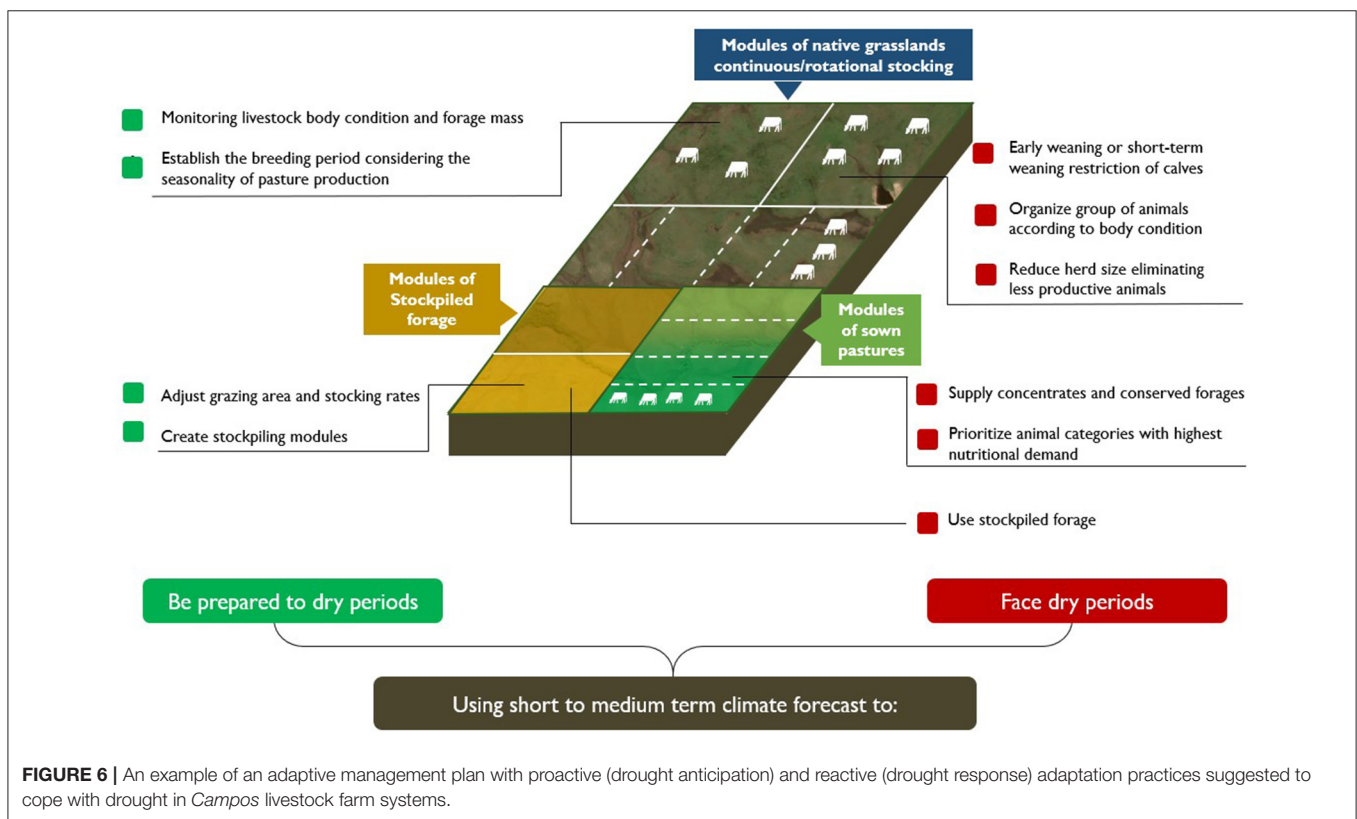 Modules of native grasslands
continuous/rotational stocking
Monitoring livestock body condition and forage mass
Establish the breeding period considering the
seasonality of pasture production
Early weaning or short-term
weaning restriction of calves
Organize group of animals
according to body condition
Reduce herd size eliminating
less productive animals
Modules of
Stockpiled
forage
Modules
of sown
pastures
Adjust grazing area and stocking rates
Create stockpiling modules
Supply concentrates and conserved forages
Prioritize animal categories with highest
nutritional demand
Use stockpiled forage
Be prepared to dry periods
Face dry periods
Using short to medium term climate forecast to:
FIGURE 6 | An example of an adaptive management plan with proactive (drought anticipation) and reactive (drought response) adaptation practices suggested to
cope with drought in Campos livestock farm systems.